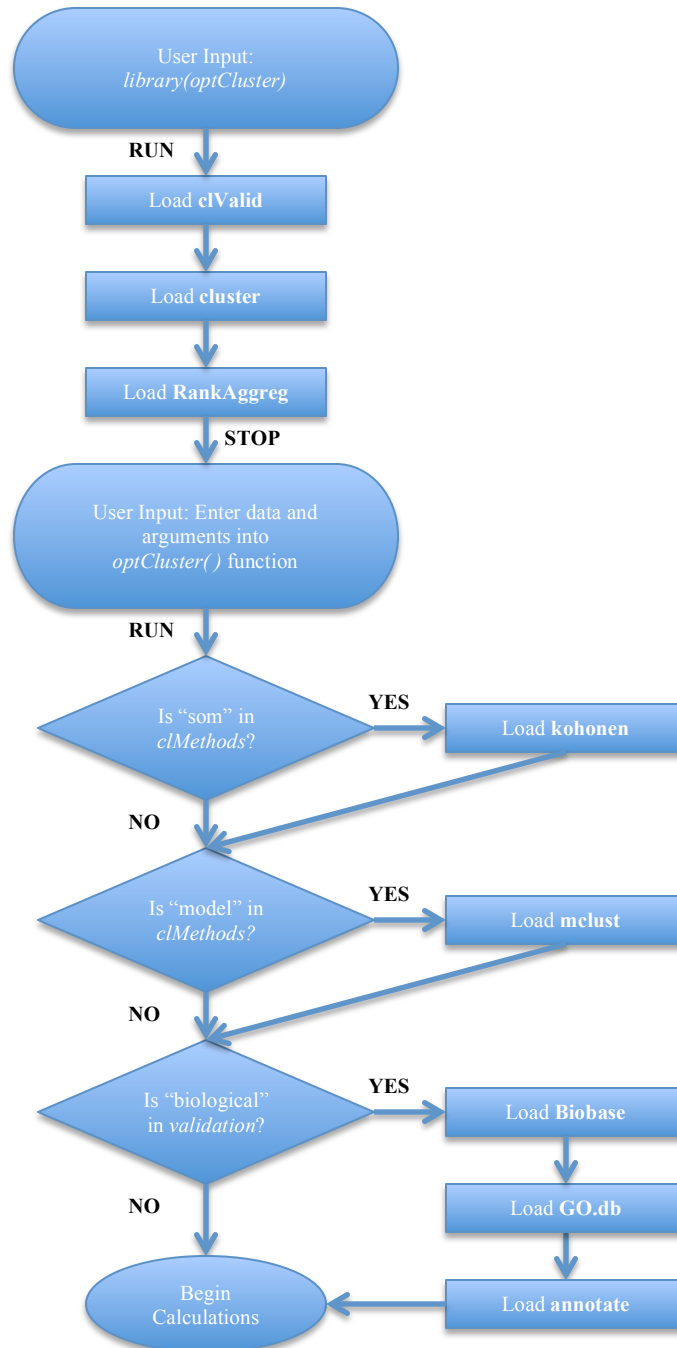 User Input:
library(optCluster)
RUN
Load clValid
Load cluster
Load RankAggreg
STOP
User Input: Enter data and
arguments into
optCluster( ) function
RUN
Is “som” in
clMethods?
YES
Load kohonen
NO
Is “model” in
clMethods?
YES
Load mclust
NO
Is “biological”
in validation?
YES
Load Biobase
NO
Load GO.db
Begin
Calculations
Load annotate